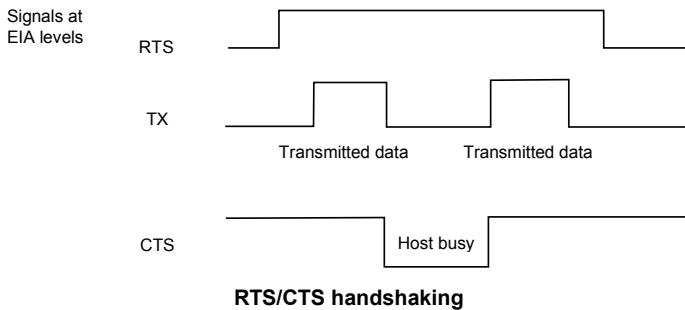 Signals at
EIA levels
RTS
TX
Transmitted data Transmitted data
CTS
Host busy
RTS/CTS handshaking